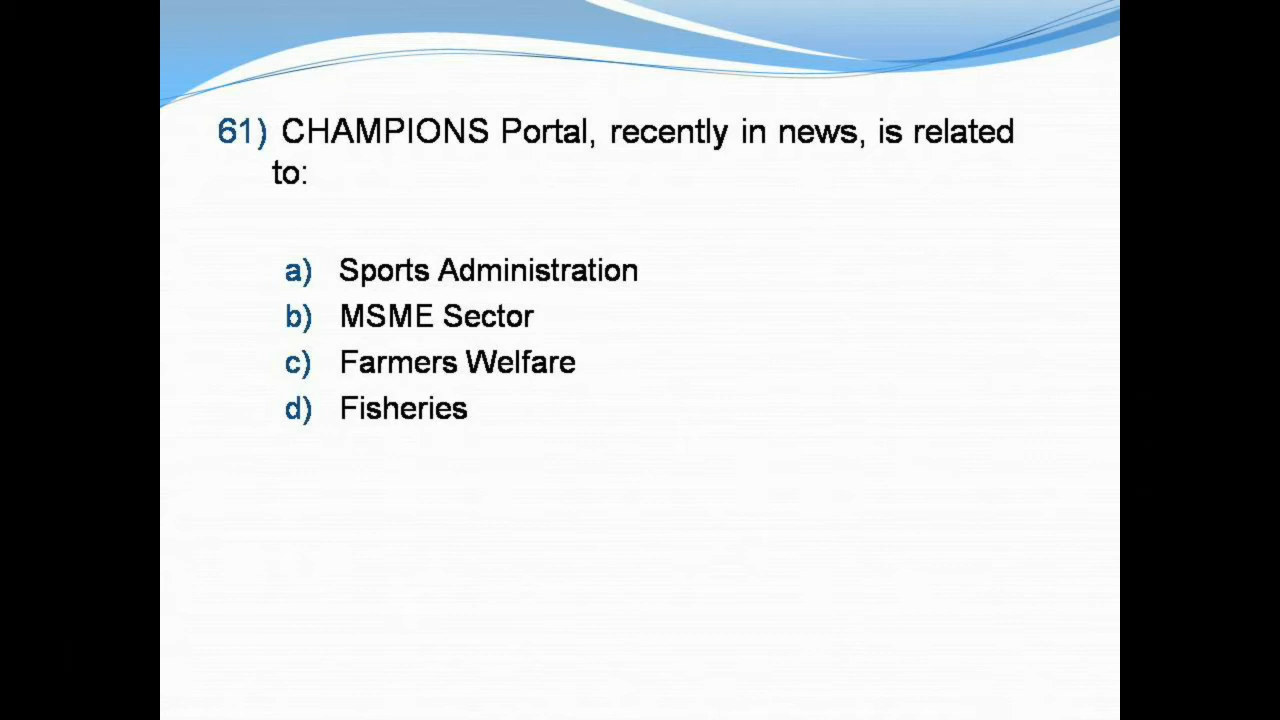 61) CHAMPIONS Portal, recently in news, is related
to:
a) Sports Administration
b) MSME Sector
c) Farmers Welfare
d) Fisheries